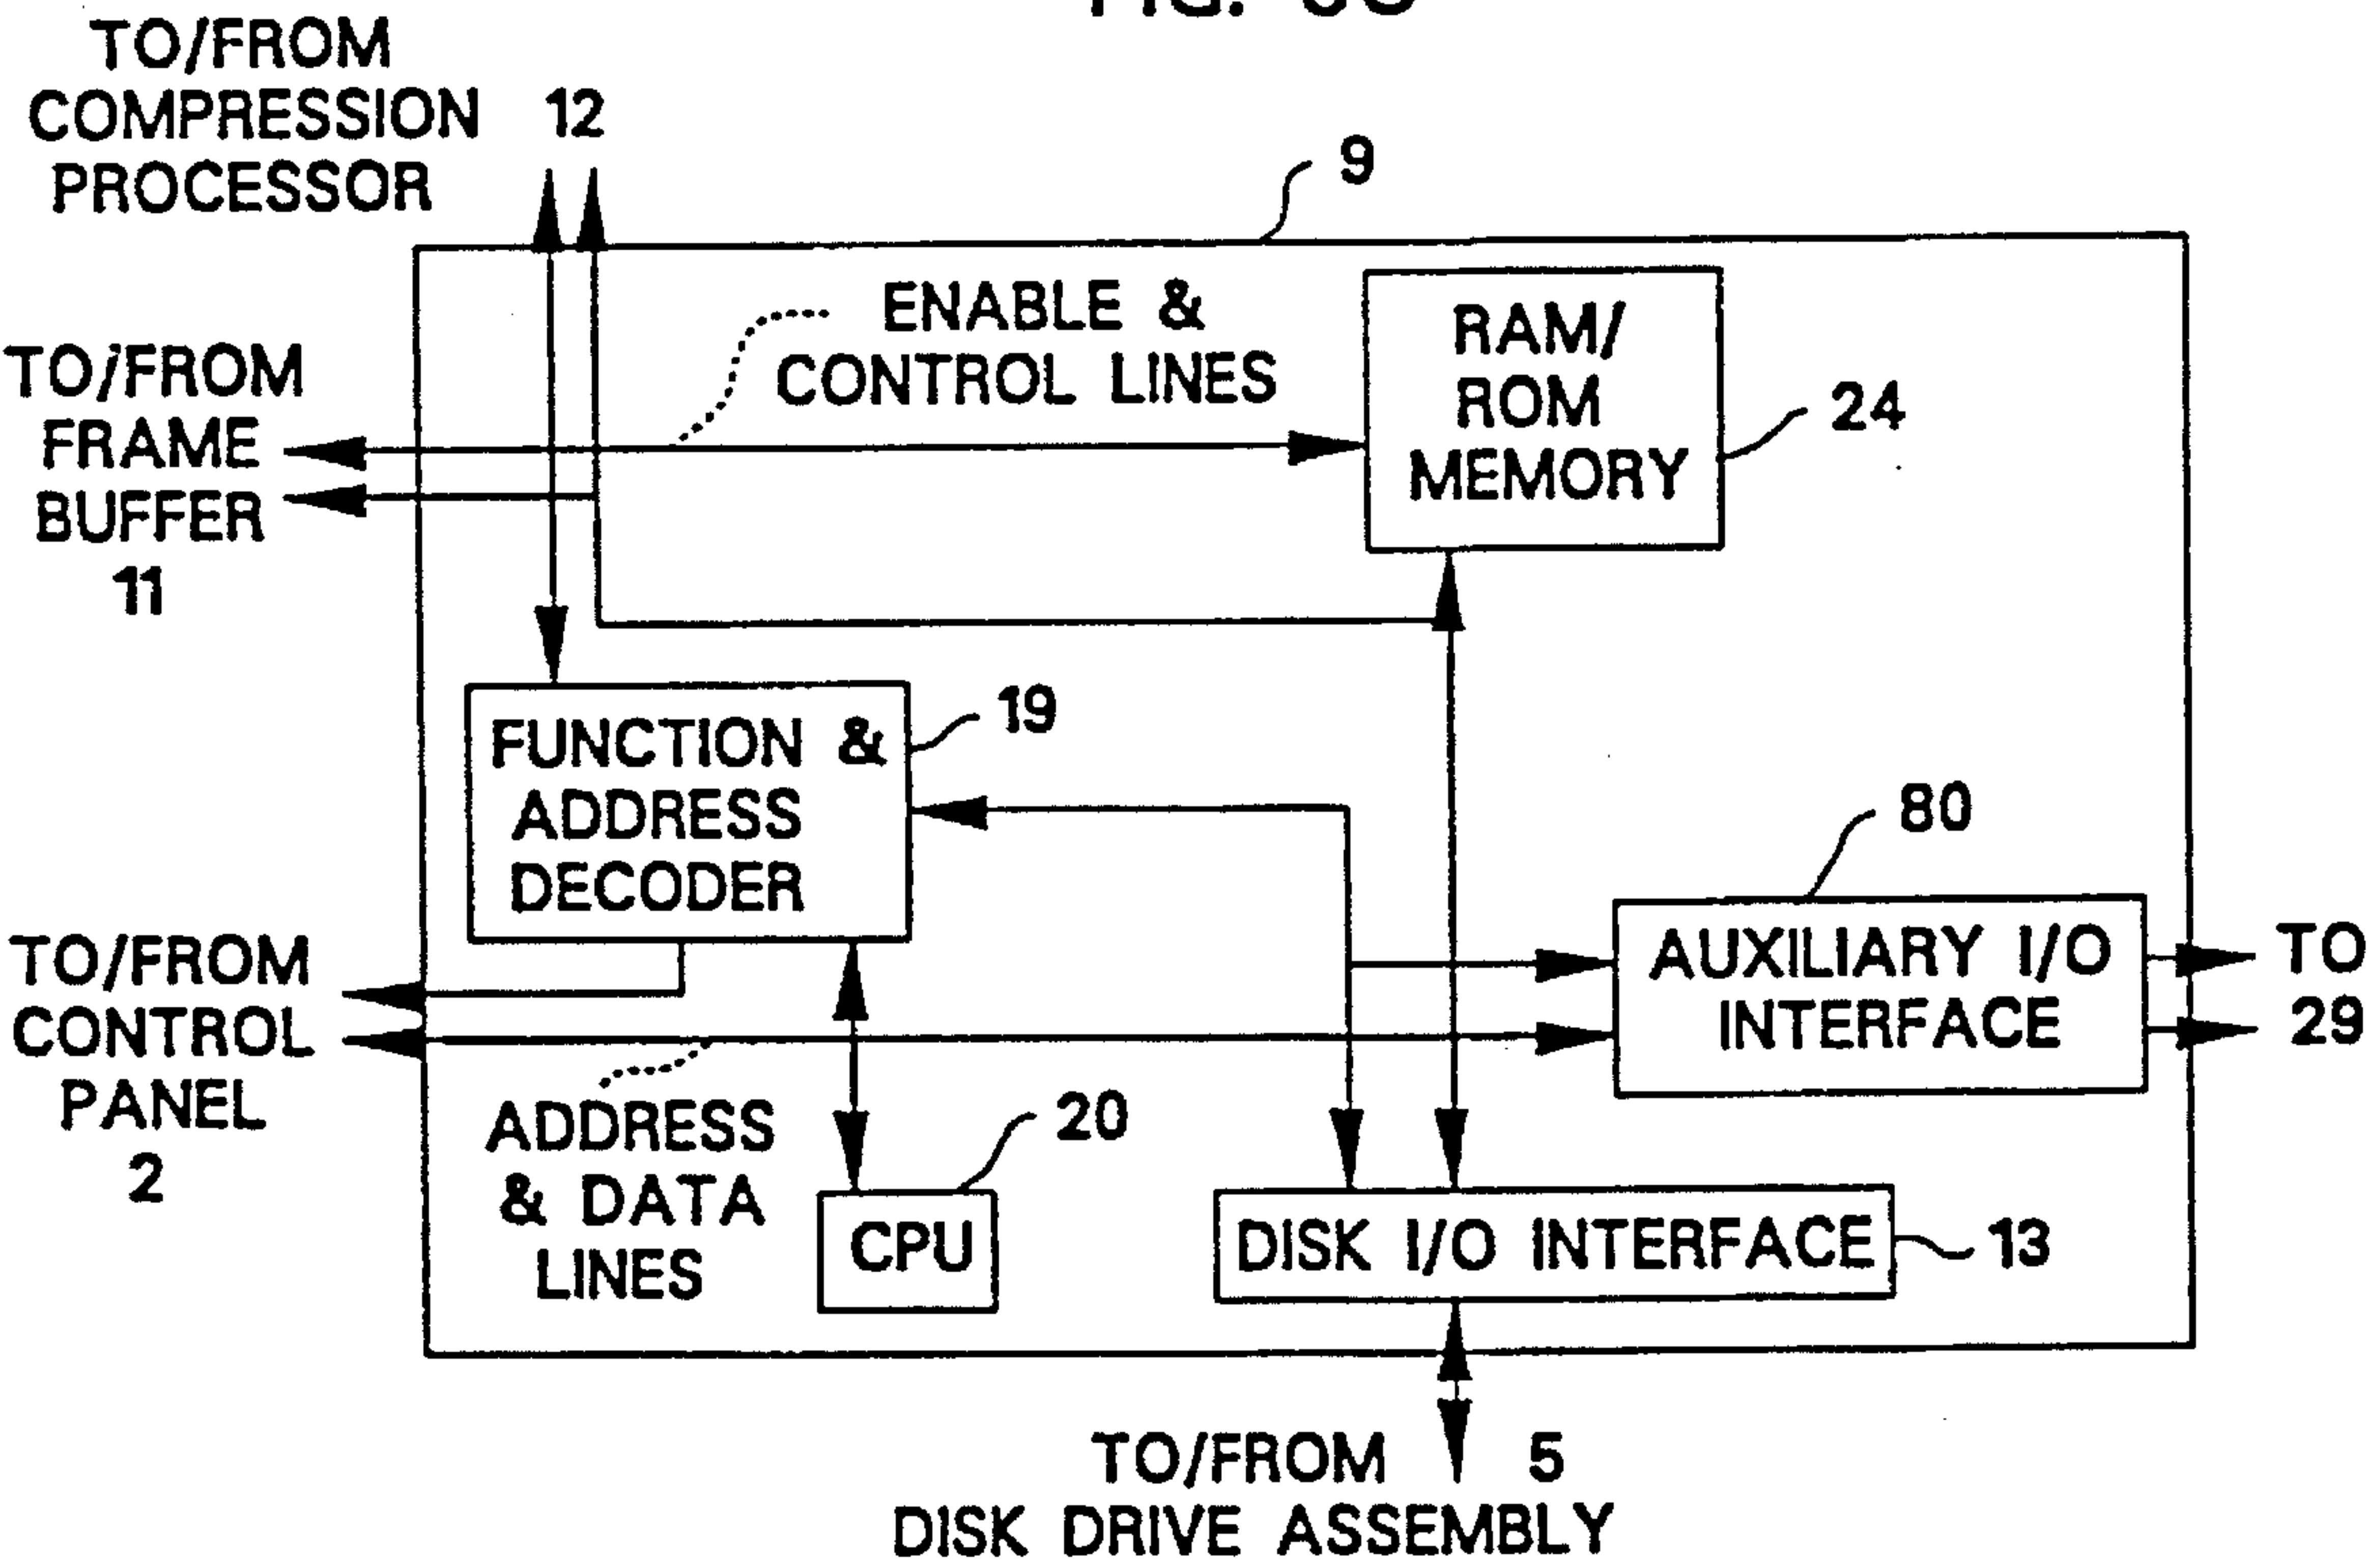 TO/FROM
COMPRESSION 12
PROCESSOR
9
ENABLE &
CONTROL LINES
RAM/
ROM
MEMORY
24
TO/FROM
FRAME
BUFFER
11
FUNCTION &
ADDRESS
DECODER
19
80
AUXILIARY I/O
INTERFACE
TO
29
TO/FROM
CONTROL
PANEL
2
ADDRESS
& DATA
LINES
20
CPU
DISK I/O INTERFACE
13
TO/FROM 5
DISK DRIVE ASSEMBLY